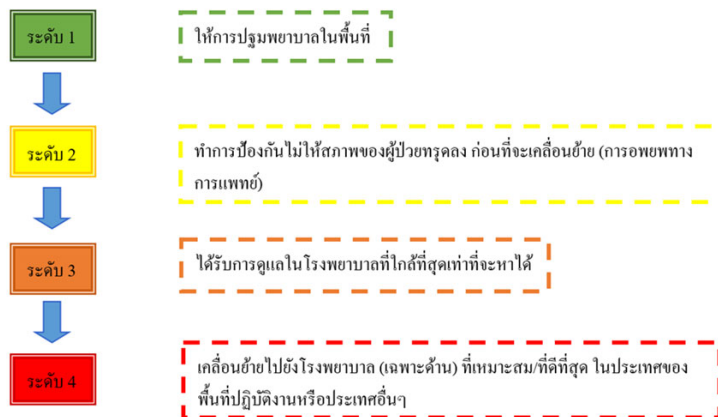 ระดับ 1
ให้การปฐมพยาบาลในพื้นที่
ระดับ 2
ทำการป้องกันไม่ให้สภาพของผู้ป่วยทรุดลง ก่อนที่จะเคลื่อนย้าย (การอพยพทาง
การแพทย์)
ระดับ 3
ได้รับการดูแลในโรงพยาบาลที่ใกล้ที่สุดเท่าที่จะหาได้
ระดับ 4
เคลื่อนย้ายไปยังโรงพยาบาล (เฉพาะด้าน) ที่เหมาะสม/ที่ดีที่สุด ในประเทศของ
พื้นที่ปฏิบัติงานหรือประเทศอื่นๆ